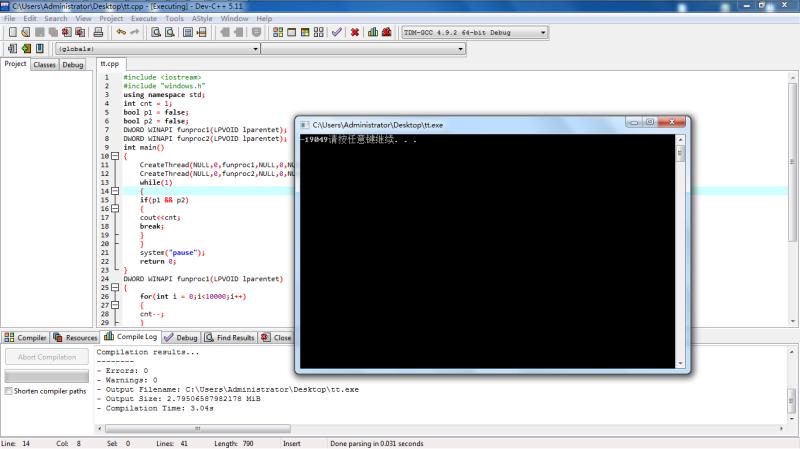 C:\Users\Administrator\Desktop\tt.cpp - [Executing] - Dev-C++ 5.11
File Edit Search View Project Execute Tools AStyle Window Help
TDM-GCC 4.9.2 64-bit Debug
(globals)
Project Classes Debug
tt.cpp
1 #include <iostream>
2 #include "windows.h"
3 using namespace std;
4 int cnt = 1;
5 bool p1 = false;
6 bool p2 = false;
7 DWORD WINAPI funproc1(LPVOID lparentet);
8 DWORD WINAPI funproc2(LPVOID lparentet);
9 int main()
10 {
11 CreateThread(NULL,0,funproc1,NULL,0,NU
12 CreateThread(NULL,0,funproc2,NULL,0,NU
13 while(1)
14 {
15 if(p1 && p2)
16 {
17 cout<<cnt;
18 break;
19 }
20 }
21 system("pause");
22 return 0;
23 }
24 DWORD WINAPI funproc1(LPVOID lparentet)
25 {
26 for(int i = 0;i<10000;i++)
27 {
28 cnt--;
29 }
C:\Users\Administrator\Desktop\tt.exe
-19049请按任意键继续. . .
Compiler Resources Compile Log Debug Find Results Close
Abort Compilation
Shorten compiler paths
Compilation results...
--------
- Errors: 0
- Warnings: 0
- Output Filename: C:\Users\Administrator\Desktop\tt.exe
- Output Size: 2.79506587982178 MiB
- Compilation Time: 3.04s
Line: 14 Col: 8 Sel: 0 Lines: 41 Length: 790 Insert Done parsing in 0.031 seconds